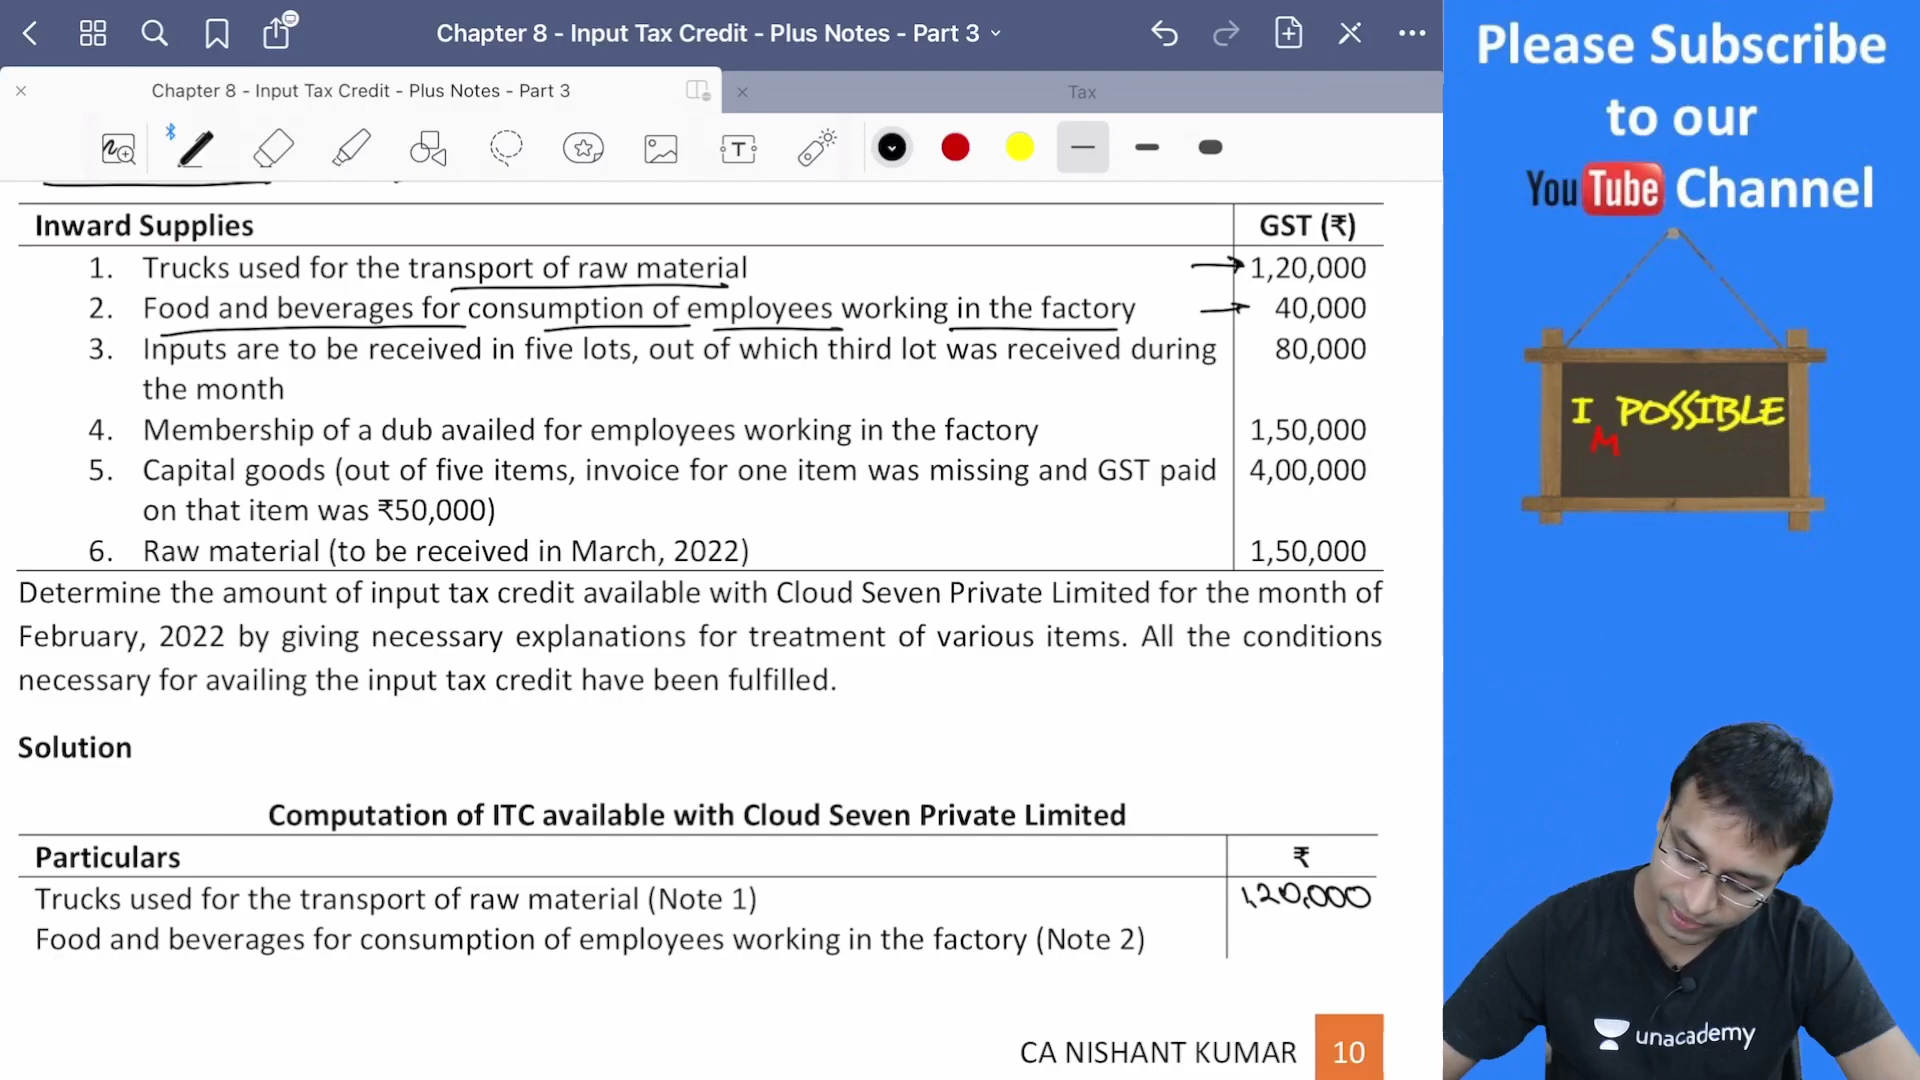 Chapter 8 - Input Tax Credit - Plus Notes - Part 3
Chapter 8 - Input Tax Credit - Plus Notes - Part 3
Tax
T
Inward Supplies GST (₹)
1. Trucks used for the transport of raw material 1,20,000
2. Food and beverages for consumption of employees working in the factory 40,000
3. Inputs are to be received in five lots, out of which third lot was received during 80,000
the month
4. Membership of a dub availed for employees working in the factory 1,50,000
5. Capital goods (out of five items, invoice for one item was missing and GST paid 4,00,000
on that item was ₹50,000)
6. Raw material (to be received in March, 2022) 1,50,000
Determine the amount of input tax credit available with Cloud Seven Private Limited for the month of
February, 2022 by giving necessary explanations for treatment of various items. All the conditions
necessary for availing the input tax credit have been fulfilled.
Solution
Computation of ITC available with Cloud Seven Private Limited
Particulars ₹
Trucks used for the transport of raw material (Note 1) 1,20,000
Food and beverages for consumption of employees working in the factory (Note 2)
CA NISHANT KUMAR 10
Please Subscribe
to our
YouTube Channel
I POSSIBLE
M
unacademy